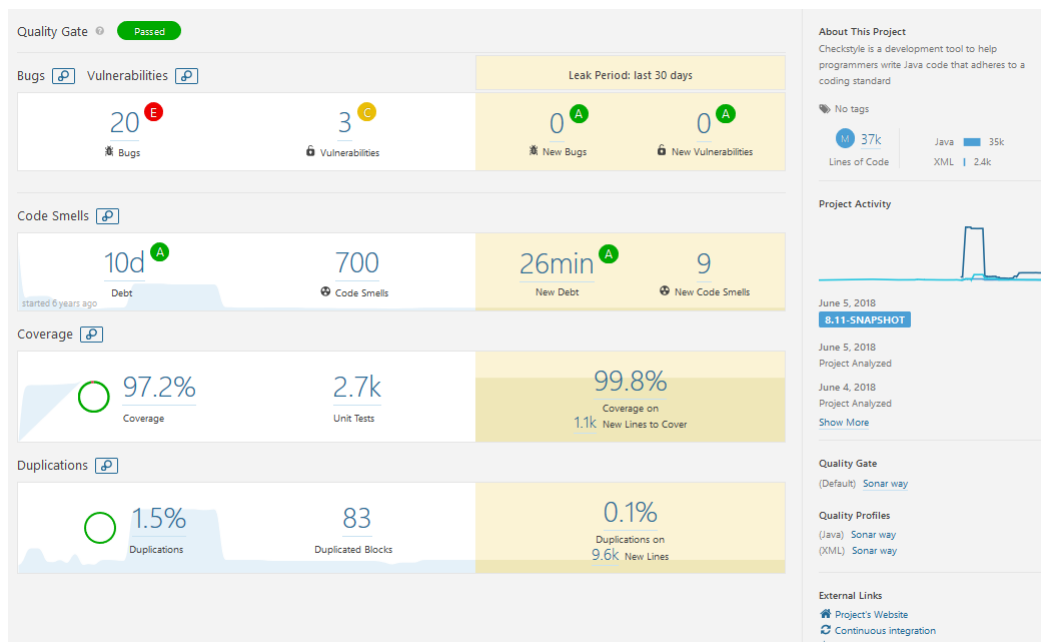 Quality Gate ? Passed
Bugs Vulnerabilities
Leak Period: last 30 days
20 E
Bugs
3 C
Vulnerabilities
0 A
New Bugs
0 A
New Vulnerabilities
Code Smells
10d A
Debt
started 6 years ago
700
Code Smells
26min A
New Debt
9
New Code Smells
Coverage
97.2%
Coverage
2.7k
Unit Tests
99.8%
Coverage on
1.1k New Lines to Cover
Duplications
1.5%
Duplications
83
Duplicated Blocks
0.1%
Duplications on
9.6k New Lines
About This Project
Checkstyle is a development tool to help
programmers write Java code that adheres to a
coding standard
No tags
M 37k
Lines of Code
Java 35k
XML 2.4k
Project Activity
June 5, 2018
8.11-SNAPSHOT
June 5, 2018
Project Analyzed
June 4, 2018
Project Analyzed
Show More
Quality Gate
(Default) Sonar way
Quality Profiles
(Java) Sonar way
(XML) Sonar way
External Links
Project's Website
Continuous integration